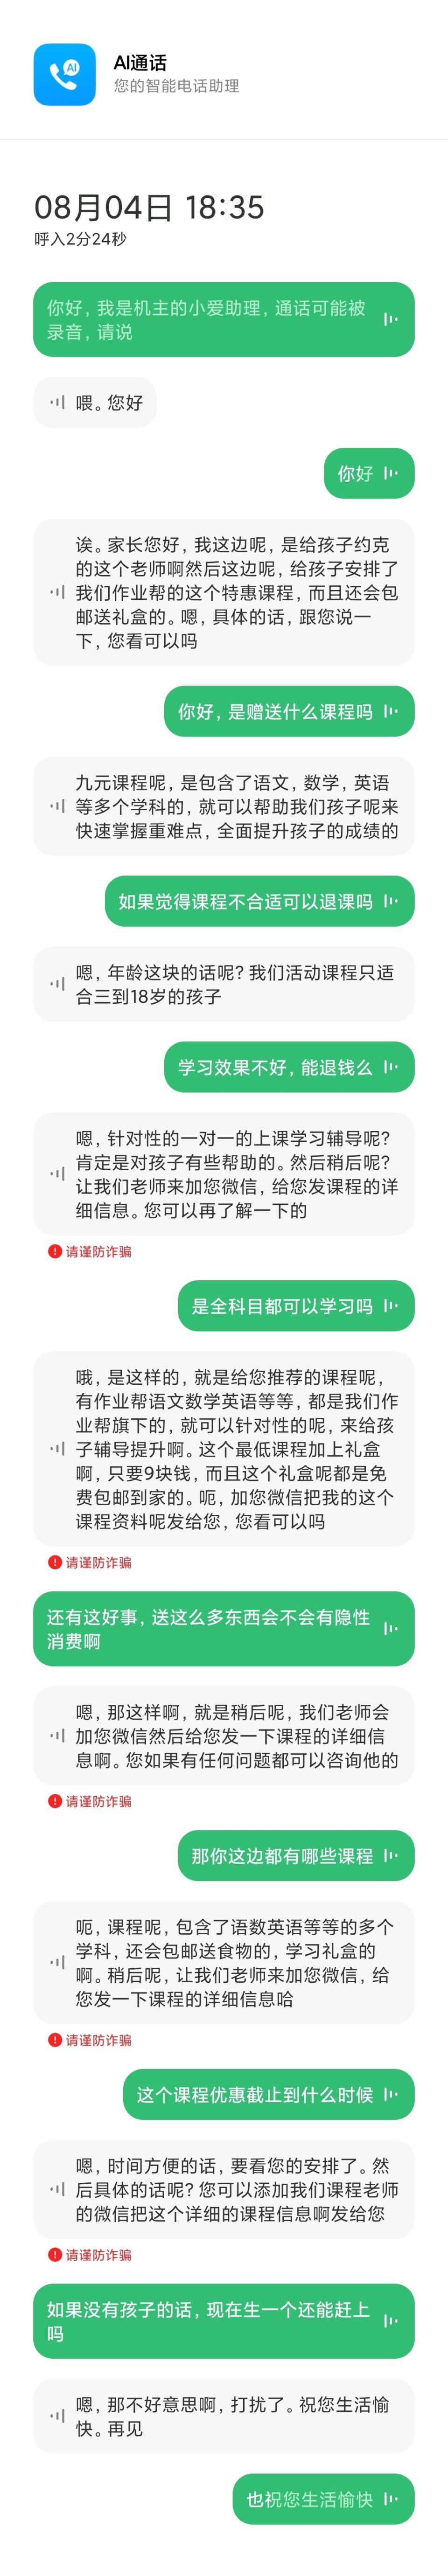 AI通话
您的智能电话助理
08月04日 18:35
呼入2分24秒
你好，我是机主的小爱助理，通话可能被
录音，请说
喂。您好
你好
诶。家长您好，我这边呢，是给孩子约克
的这个老师啊然后这边呢，给孩子安排了
我们作业帮的这个特惠课程，而且还会包
邮送礼盒的。嗯，具体的话，跟您说一
下，您看可以吗
你好，是赠送什么课程吗
九元课程呢，是包含了语文，数学，英语
等多个学科的，就可以帮助我们孩子呢来
快速掌握重难点，全面提升孩子的成绩的
如果觉得课程不合适可以退课吗
嗯，年龄这块的话呢？我们活动课程只适
合三到18岁的孩子
学习效果不好，能退钱么
嗯，针对性的一对一的上课学习辅导呢？
肯定是对孩子有些帮助的。然后稍后呢？
让我们老师来加您微信，给您发课程的详
细信息。您可以再了解一下的
请谨防诈骗
是全科目都可以学习吗
哦，是这样的，就是给您推荐的课程呢，
有作业帮语文数学英语等等，都是我们作
业帮旗下的，就可以针对性的呢，来给孩
子辅导提升啊。这个最低课程加上礼盒
啊，只要9块钱，而且这个礼盒呢都是免
费包邮到家的。呃，加您微信把我的这个
课程资料呢发给您，您看可以吗
请谨防诈骗
还有这好事，送这么多东西会不会有隐性
消费啊
嗯，那这样啊，就是稍后呢，我们老师会
加您微信然后给您发一下课程的详细信
息啊。您如果有任何问题都可以咨询他的
请谨防诈骗
那你这边都有哪些课程
呃，课程呢，包含了语数英语等等的多个
学科，还会包邮送食物的，学习礼盒的
啊。稍后呢，让我们老师来加您微信，给
您发一下课程的详细信息哈
请谨防诈骗
这个课程优惠截止到什么时候
嗯，时间方便的话，要看您的安排了。然
后具体的话呢？您可以添加我们课程老师
的微信把这个详细的课程信息啊发给您
请谨防诈骗
如果没有孩子的话，现在生一个还能赶上
吗
嗯，那不好意思啊，打扰了。祝您生活愉
快。再见
也祝您生活愉快